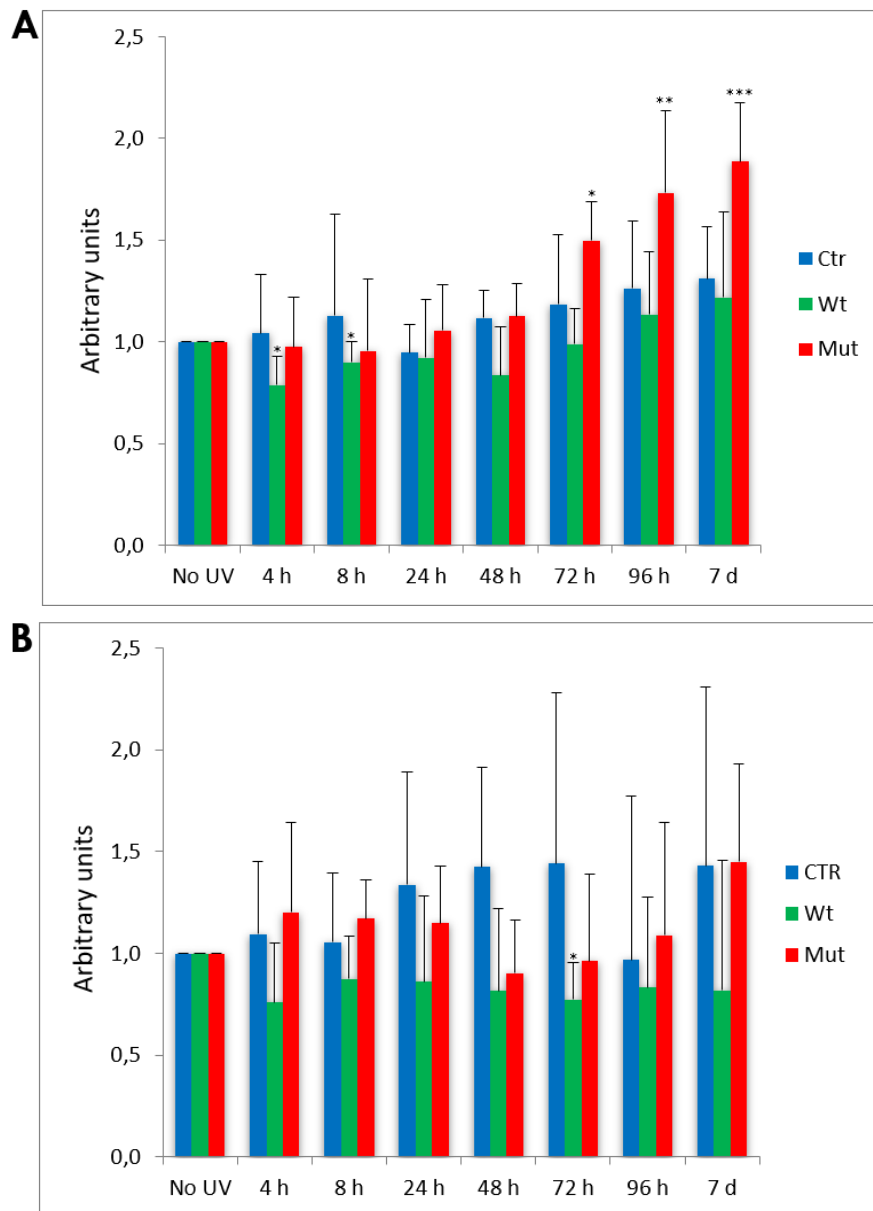 A
2,5
2,0
1,5
1,0
0,5
0,0
Arbitrary units
* * * ** ***
No UV 4 h 8 h 24 h 48 h 72 h 96 h 7 d
Ctr
Wt
Mut
B
2,5
2,0
1,5
1,0
0,5
0,0
Arbitrary units
*
No UV 4 h 8 h 24 h 48 h 72 h 96 h 7 d
CTR
Wt
Mut